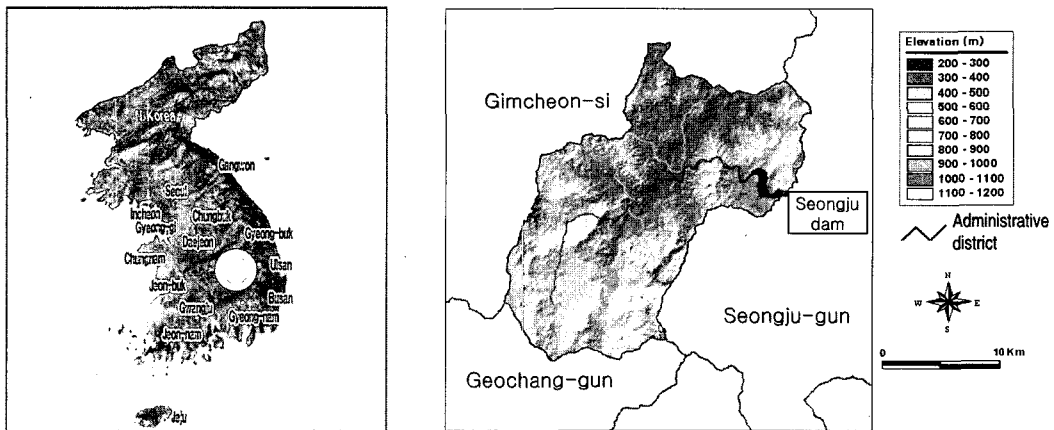 N.Korea
Gangwon
Seoul
Incheon
Gyeong-gi
Chungbuk
Gyeong-buk
Daejeon
Chungnam
Ulsan
Jeon-buk
Busan
Gwangju
Gyeong-nam
Jeon-nam
Jeju
Gimcheon-si
Seongju
dam
Seongju-gun
Geochang-gun
Elevation (m)
200 - 300
300 - 400
400 - 500
500 - 600
600 - 700
700 - 800
800 - 900
900 - 1000
1000 - 1100
1100 - 1200
Administrative
district
N
W E
S
0 10 Km